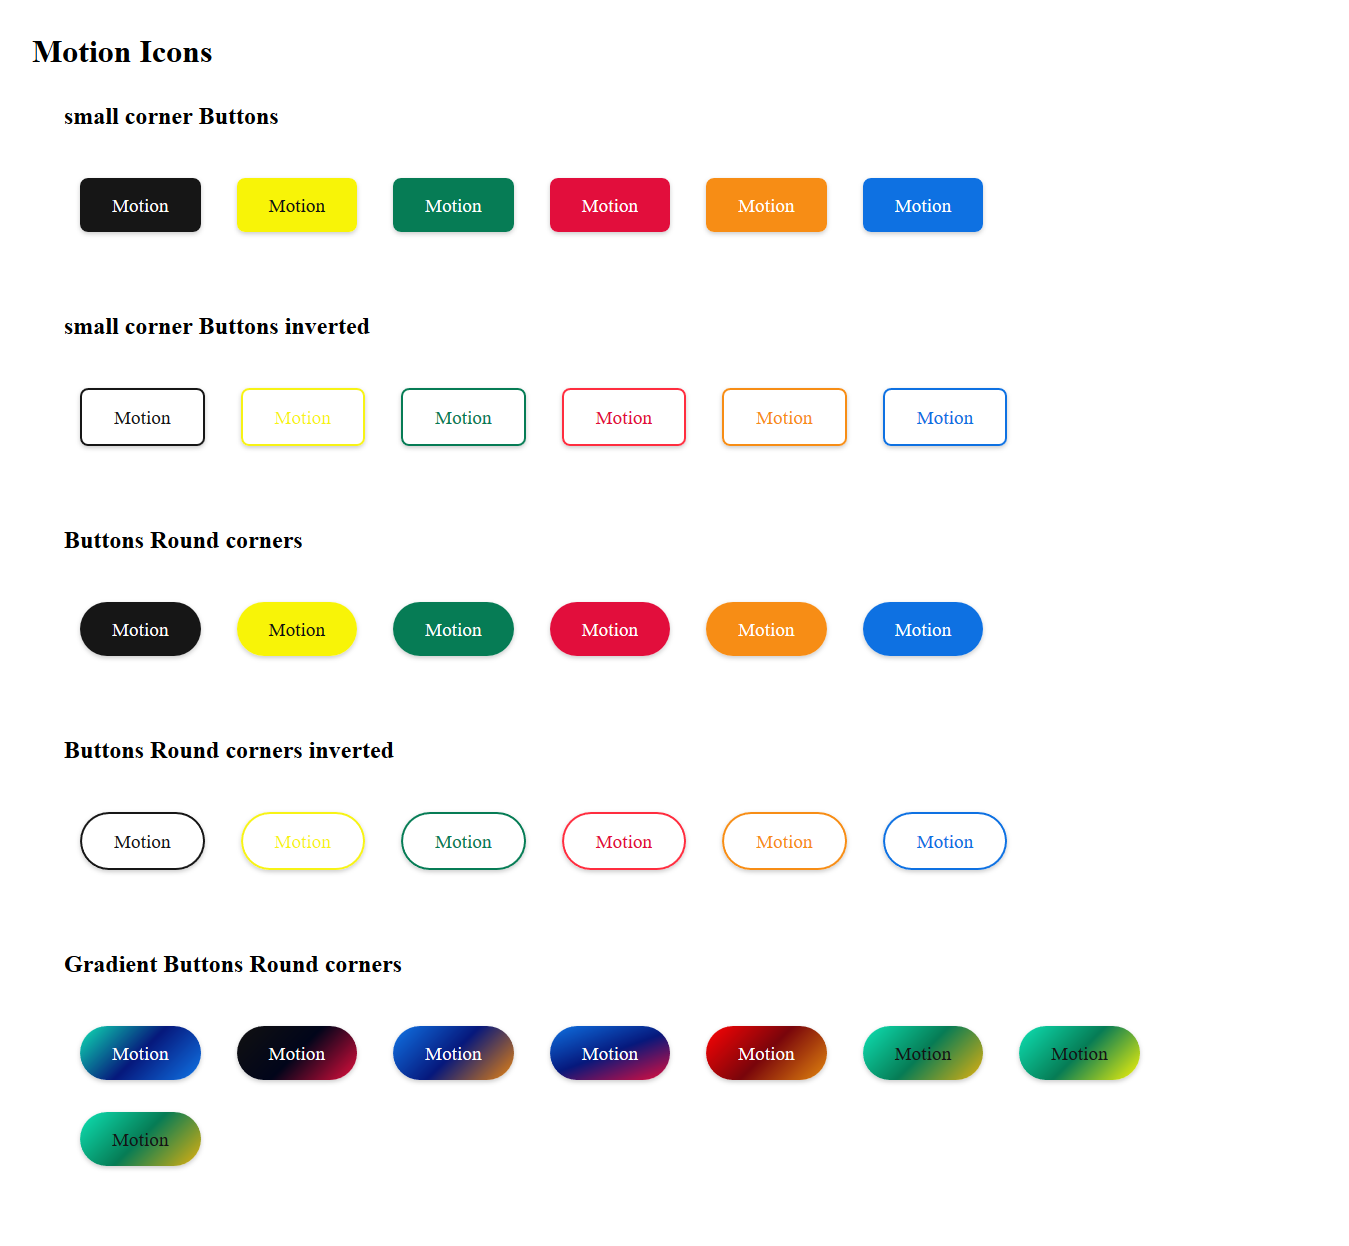 Motion Icons
small corner Buttons
Motion Motion Motion Motion Motion Motion
small corner Buttons inverted
Motion Motion Motion Motion Motion Motion
Buttons Round corners
Motion Motion Motion Motion Motion Motion
Buttons Round corners inverted
Motion Motion Motion Motion Motion Motion
Gradient Buttons Round corners
Motion Motion Motion Motion Motion Motion Motion
Motion